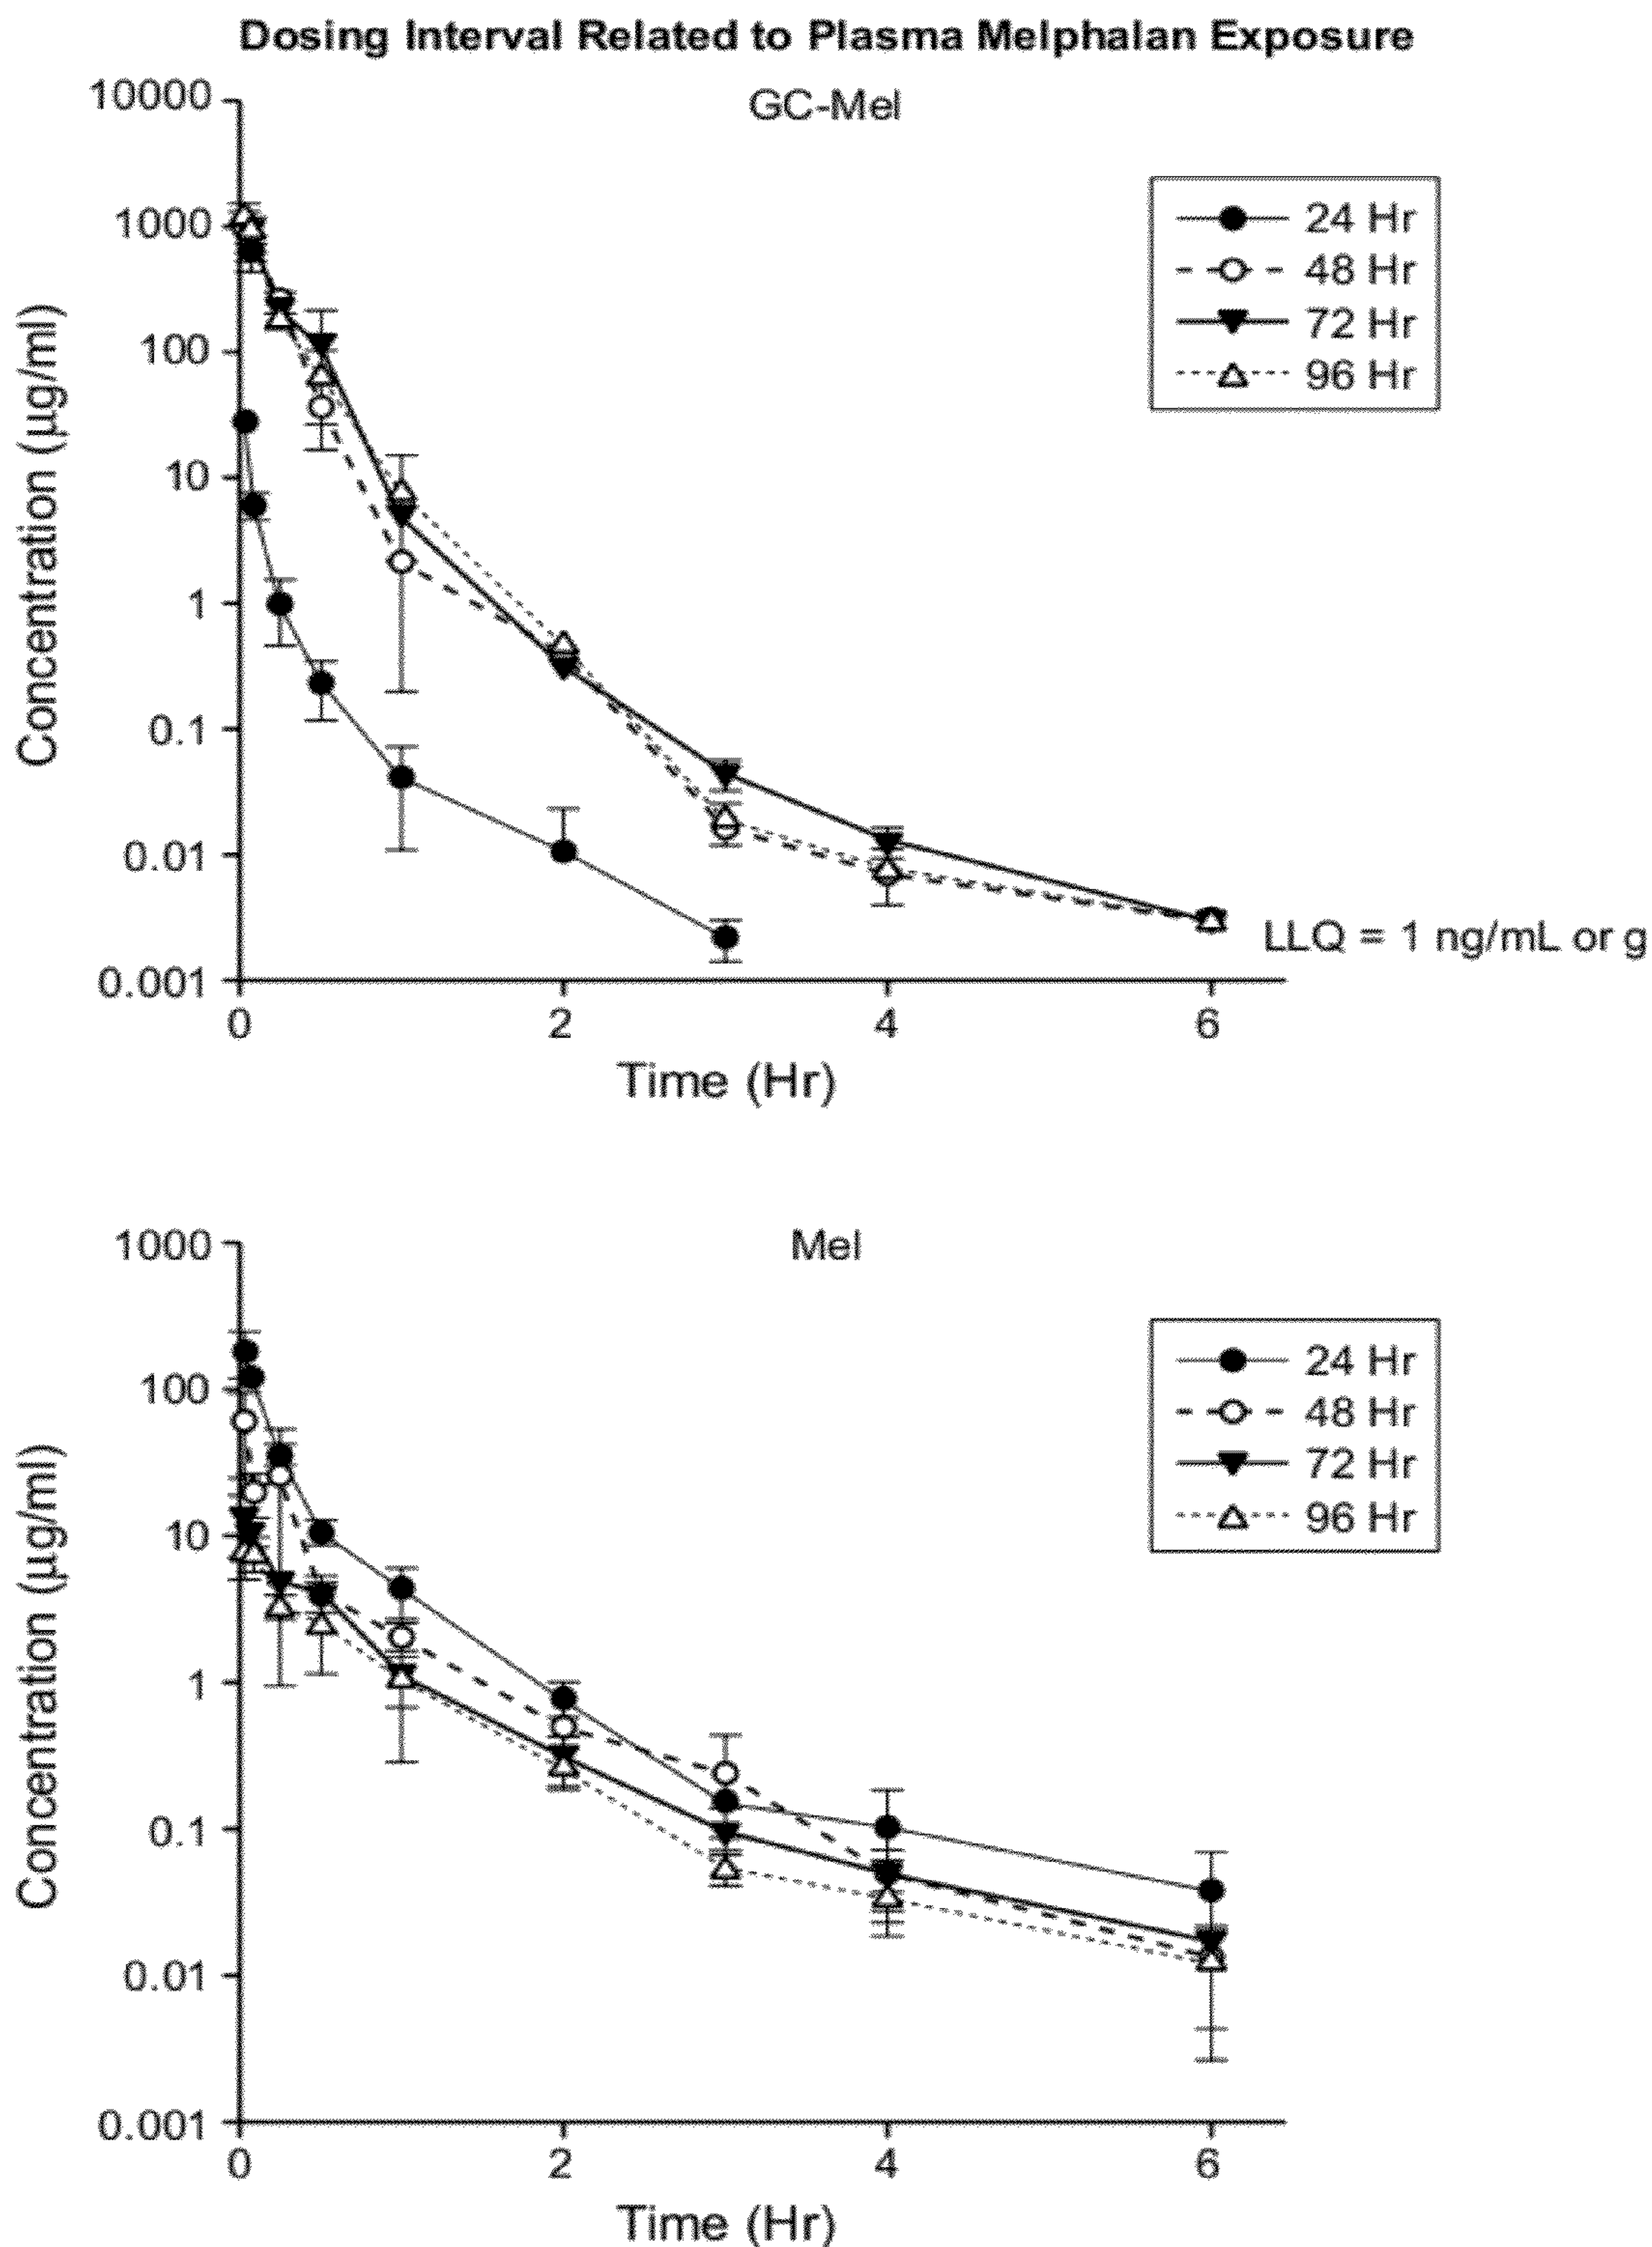 Dosing Interval Related to Plasma Melphalan Exposure
GC-Mel
10000
1000
100
10
1
0.1
0.01
0.001
Concentration (µg/ml)
24 Hr
48 Hr
72 Hr
96 Hr
LLQ = 1 ng/mL or g
0 2 4 6
Time (Hr)
Mel
1000
100
10
1
0.1
0.01
0.001
Concentration (µg/ml)
24 Hr
48 Hr
72 Hr
96 Hr
0 2 4 6
Time (Hr)